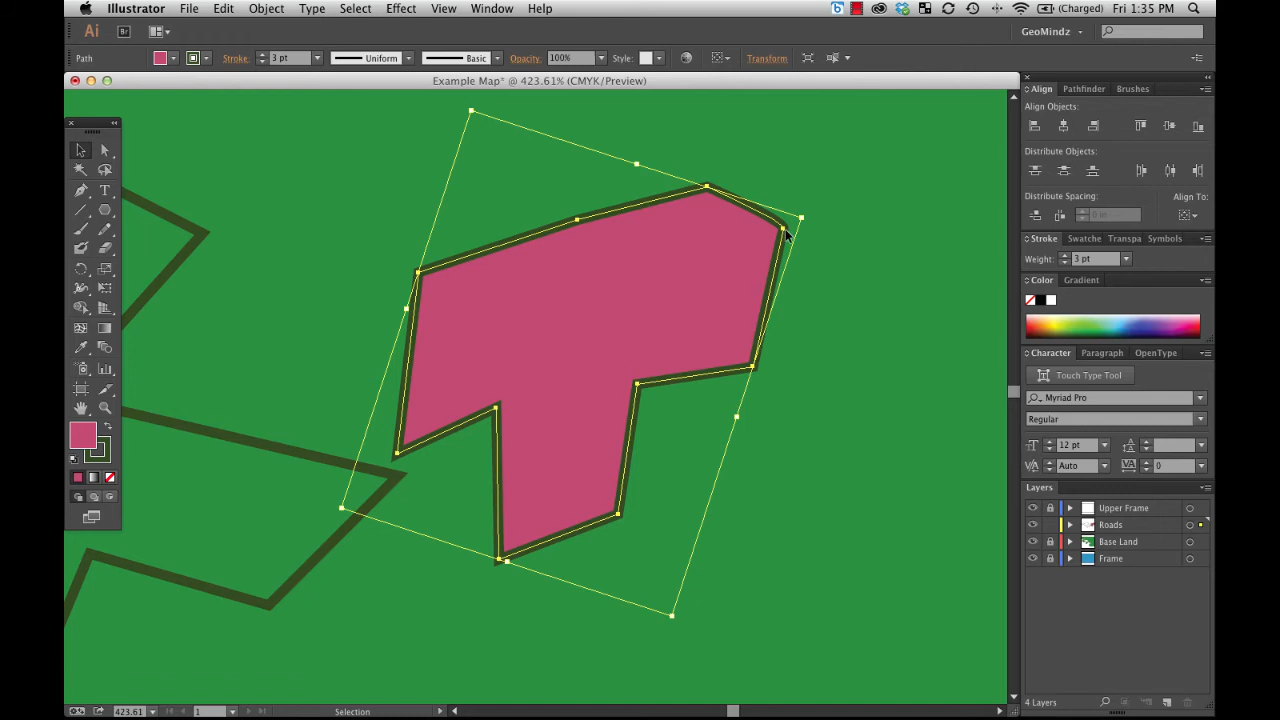 Illustrator File Edit Object Type Select Effect View Window Help (Charged) Fri 1:35 PM
Ai Br GeoMindz
Path Stroke: 3 pt Uniform Basic Opacity: 100% Style: Transform
Example Map* @ 423.61% (CMYK/Preview)
Align Pathfinder Brushes
Align Objects:
Distribute Objects:
Distribute Spacing: Align To:
0 in
Stroke Swatche Transpa Symbols
Weight: 3 pt
Color Gradient
Character Paragraph OpenType
Touch Type Tool
Myriad Pro
Regular
12 pt
Auto 0
Layers
Upper Frame
Roads
Base Land
Frame
4 Layers
423.61 1 Selection